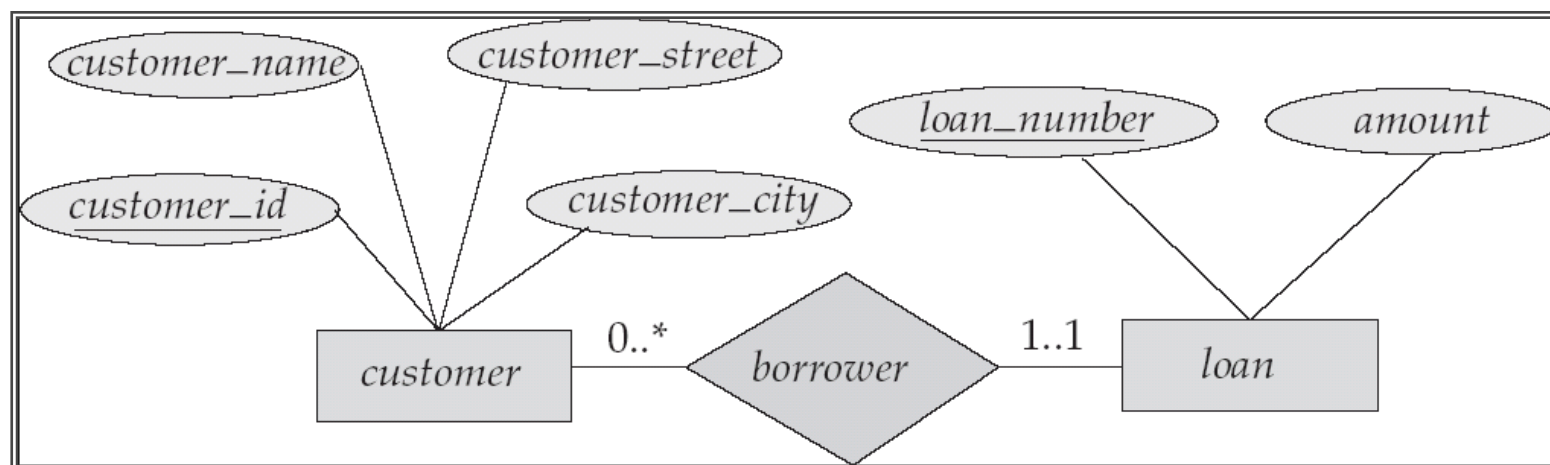 customer_name
customer_street
loan_number
amount
customer_id
customer_city
0..*
1..1
customer
borrower
loan